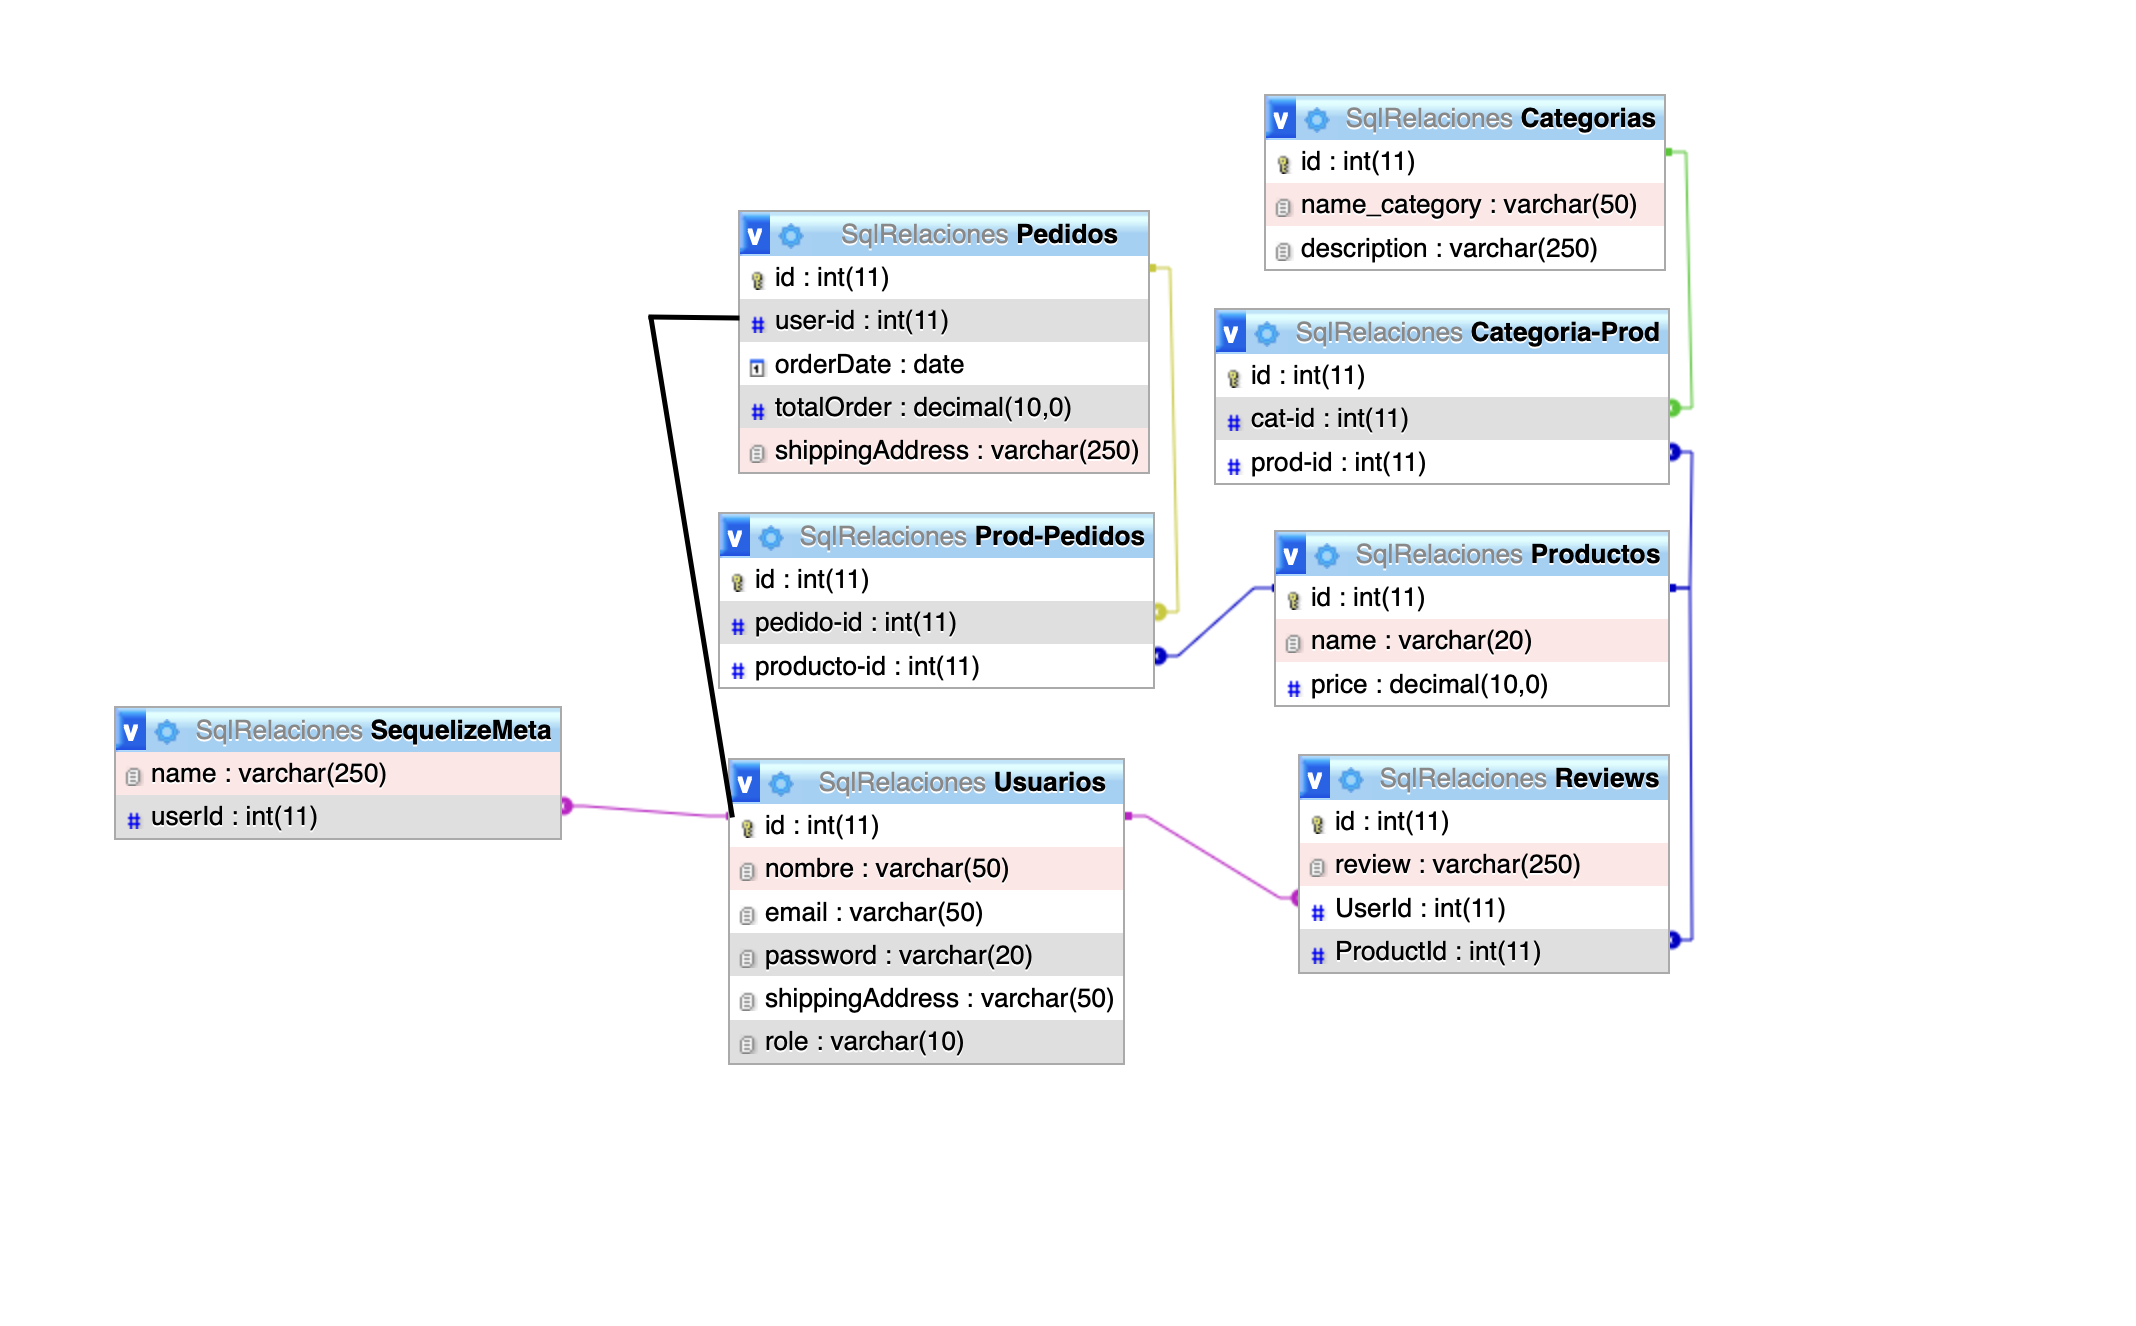 v SqlRelaciones Categorias
id : int(11)
name_category : varchar(50)
description : varchar(250)
v SqlRelaciones Pedidos
id : int(11)
# user-id : int(11)
1 orderDate : date
# totalOrder : decimal(10,0)
shippingAddress : varchar(250)
v SqlRelaciones Categoria-Prod
id : int(11)
# cat-id : int(11)
# prod-id : int(11)
v SqlRelaciones Prod-Pedidos
id : int(11)
# pedido-id : int(11)
# producto-id : int(11)
v SqlRelaciones Productos
id : int(11)
name : varchar(20)
# price : decimal(10,0)
v SqlRelaciones SequelizeMeta
name : varchar(250)
# userId : int(11)
v SqlRelaciones Usuarios
id : int(11)
nombre : varchar(50)
email : varchar(50)
password : varchar(20)
shippingAddress : varchar(50)
role : varchar(10)
v SqlRelaciones Reviews
id : int(11)
review : varchar(250)
# UserId : int(11)
# ProductId : int(11)